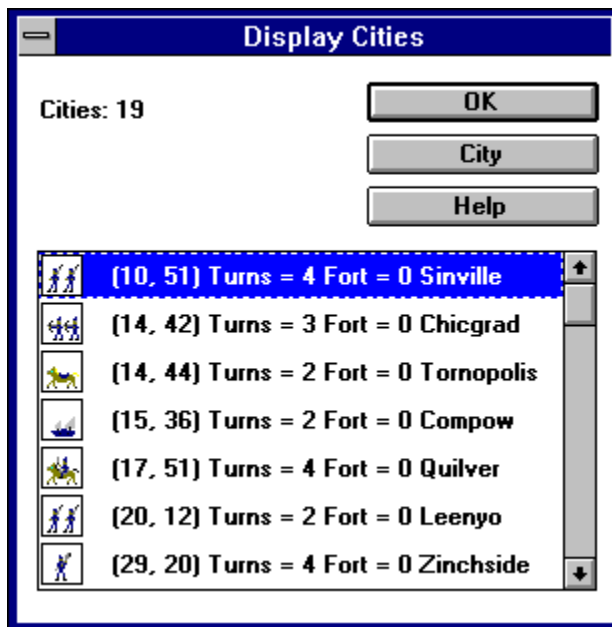 Display Cities
Cities: 19
OK
City
Help
(10, 51) Turns = 4 Fort = 0 Sinville
(14, 42) Turns = 3 Fort = 0 Chicgrad
(14, 44) Turns = 2 Fort = 0 Tornopolis
(15, 36) Turns = 2 Fort = 0 Compow
(17, 51) Turns = 4 Fort = 0 Quilver
(20, 12) Turns = 2 Fort = 0 Leenyo
(29, 20) Turns = 4 Fort = 0 Zinchside